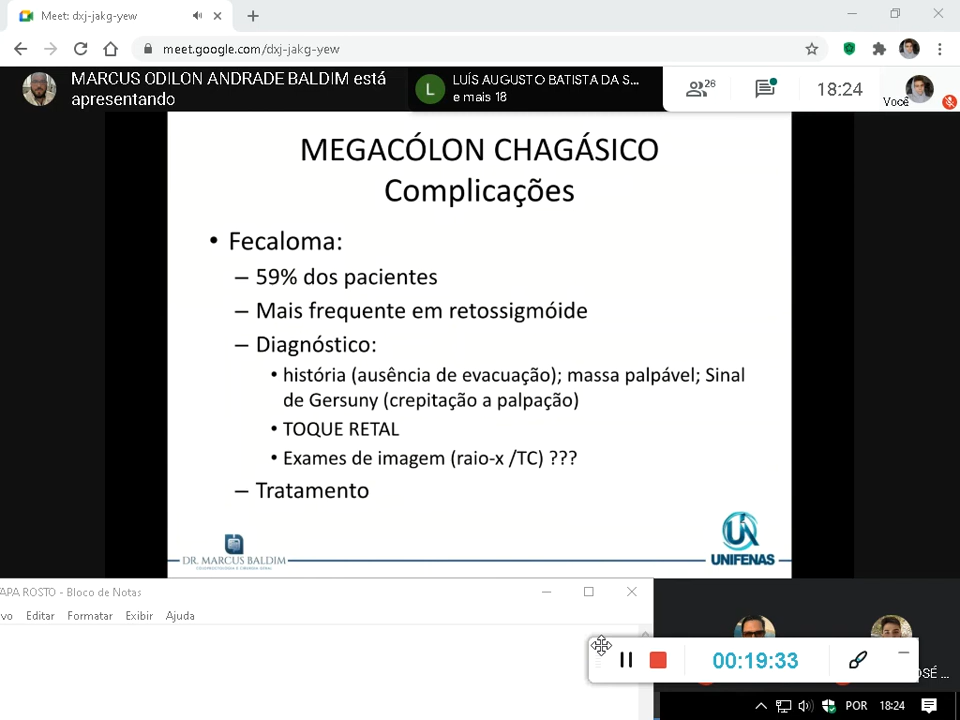 Meet: dxj-jakg-yew
meet.google.com/dxj-jakg-yew
MARCUS ODILON ANDRADE BALDIM está
apresentando
L
LUÍS AUGUSTO BATISTA DA S...
e mais 18
28
18:24
Você
MEGACÓLON CHAGÁSICO
Complicações
• Fecaloma:
– 59% dos pacientes
– Mais frequente em retossigmóide
– Diagnóstico:
• história (ausência de evacuação); massa palpável; Sinal
de Gersuny (crepitação a palpação)
• TOQUE RETAL
• Exames de imagem (raio-x /TC) ???
– Tratamento
DR. MARCUS BALDIM
COLOPROCTOLOGIA E CIRURGIA GERAL
UNIFENAS
APA ROSTO - Bloco de Notas
vo Editar Formatar Exibir Ajuda
00:19:33
OSÉ ...
POR 18:24